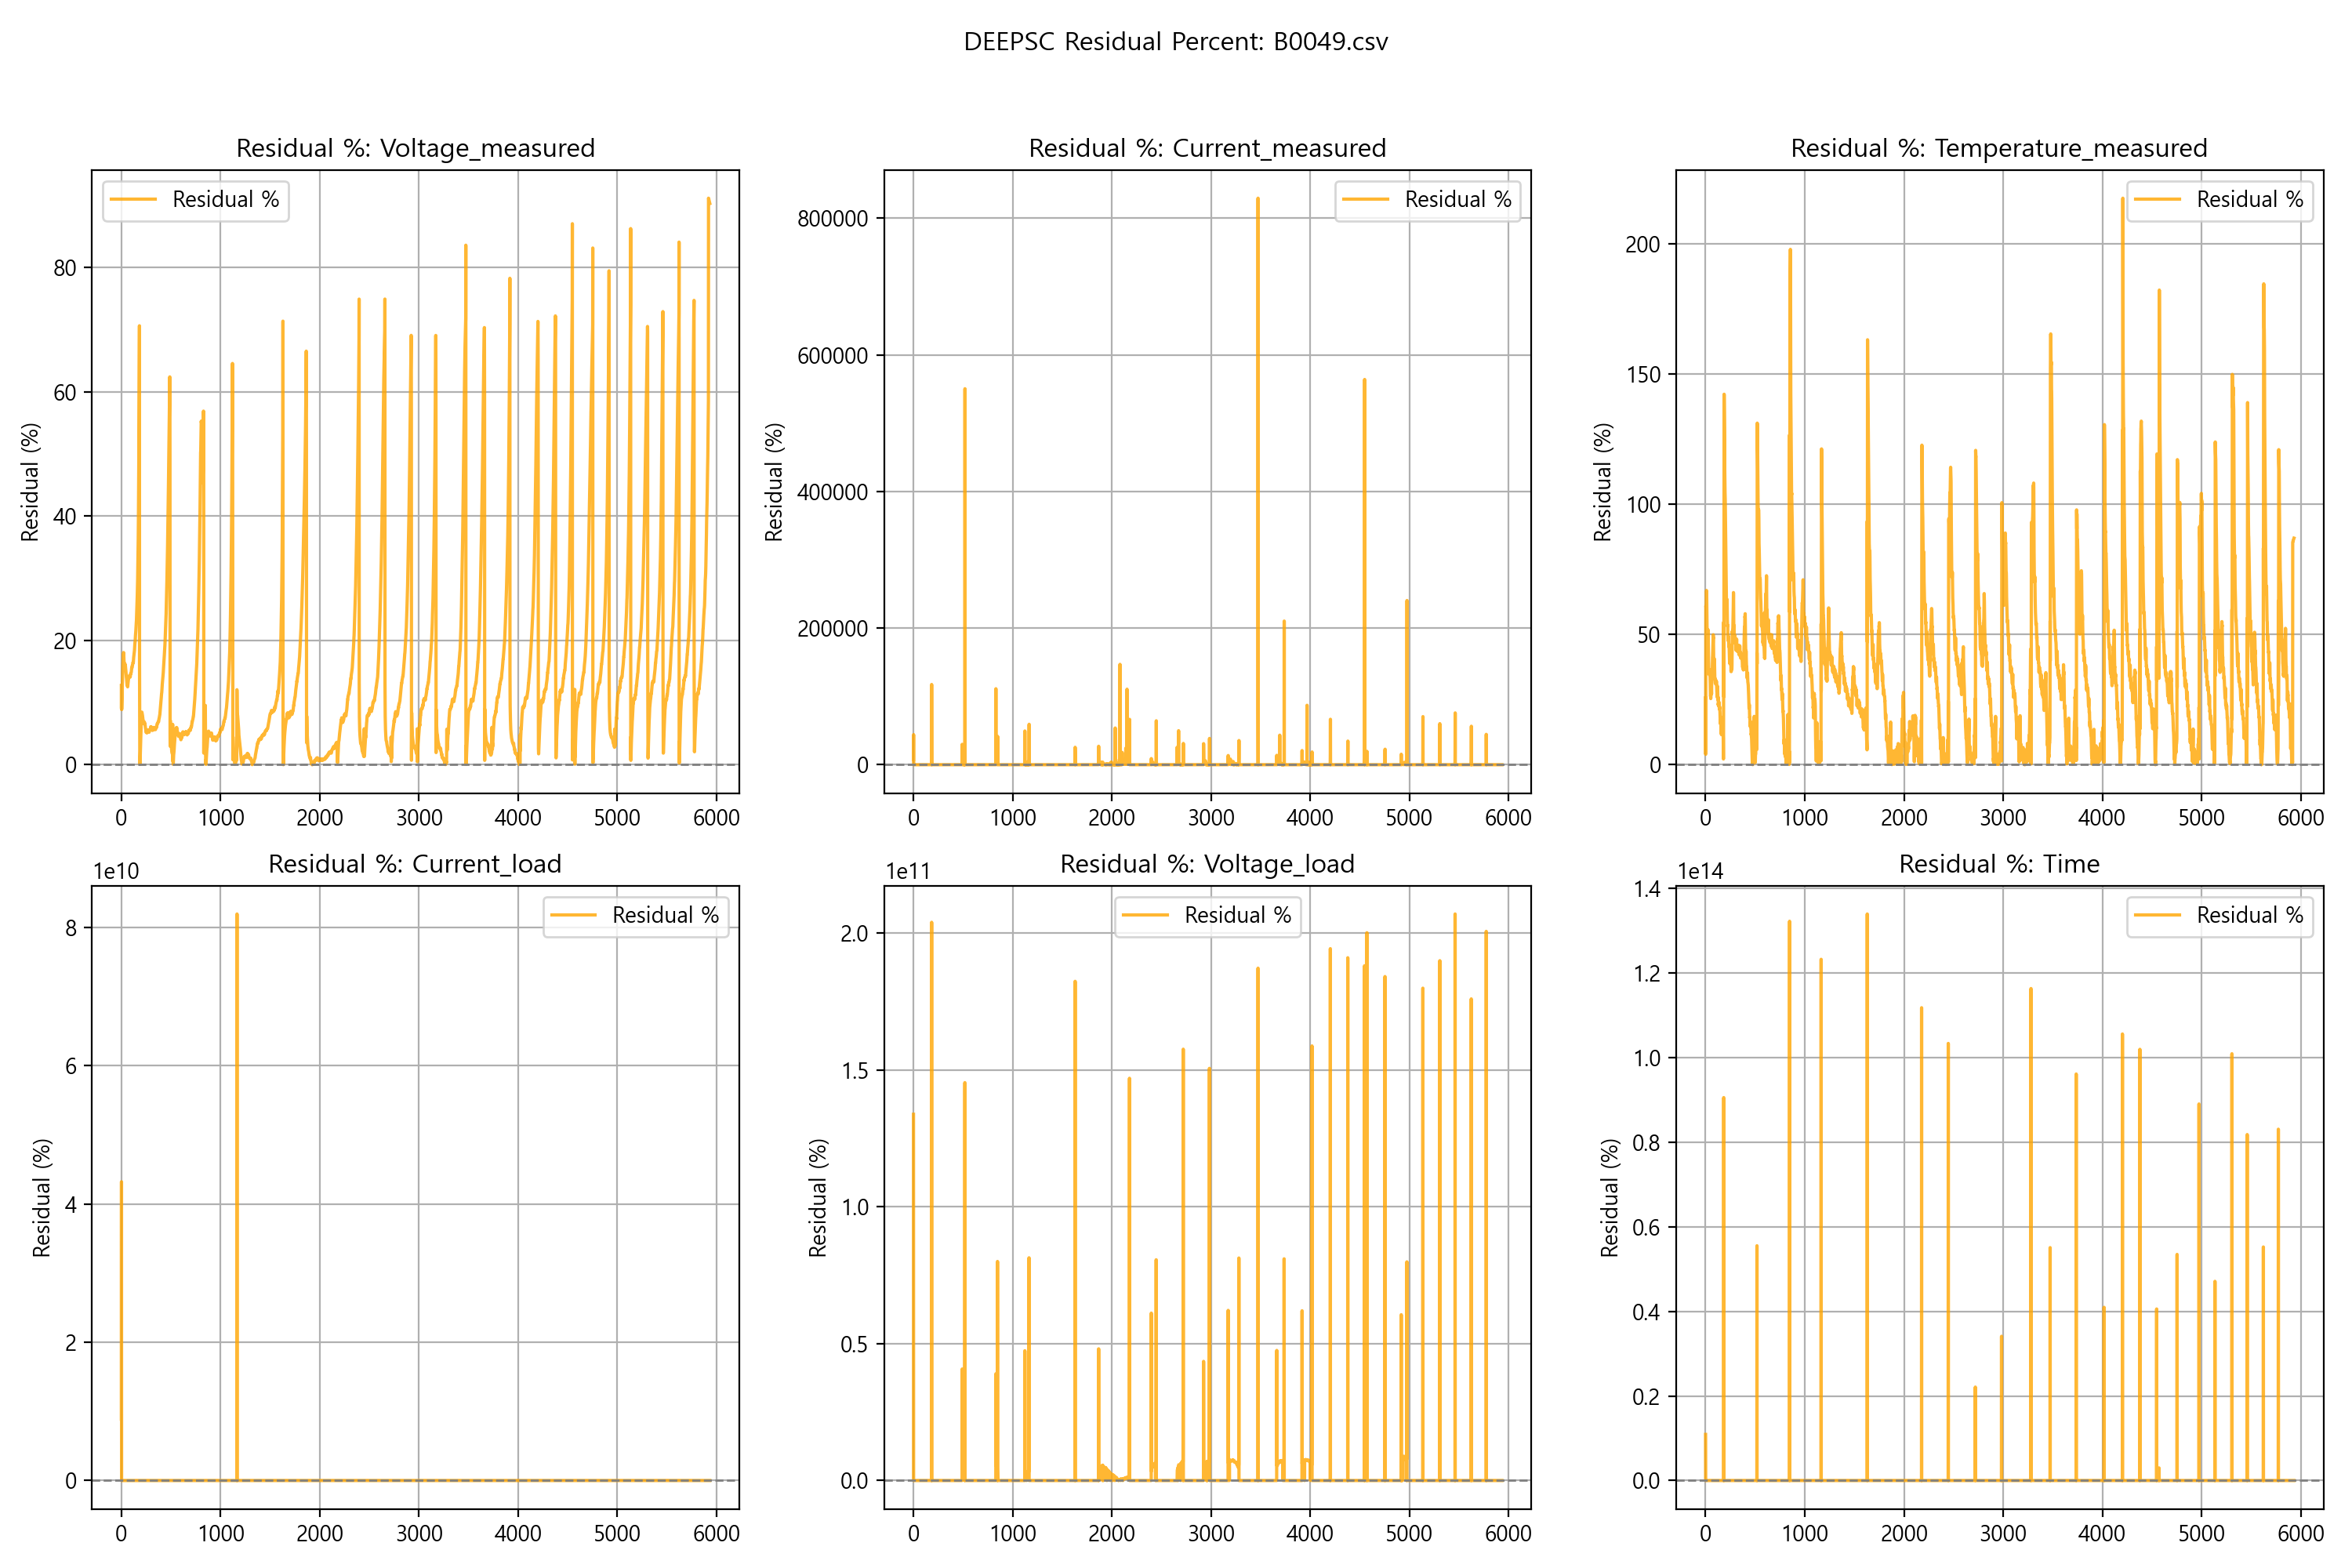 DEEPSC Residual Percent: B0049.csv
Residual %: Voltage_measured
Residual %
Residual (%)
80
60
40
20
0
0 1000 2000 3000 4000 5000 6000
Residual %: Current_measured
Residual %
Residual (%)
800000
600000
400000
200000
0
0 1000 2000 3000 4000 5000 6000
Residual %: Temperature_measured
Residual %
Residual (%)
200
150
100
50
0
0 1000 2000 3000 4000 5000 6000
1e10
Residual %: Current_load
Residual %
Residual (%)
8
6
4
2
0
0 1000 2000 3000 4000 5000 6000
1e11
Residual %: Voltage_load
Residual %
Residual (%)
2.0
1.5
1.0
0.5
0.0
0 1000 2000 3000 4000 5000 6000
1e14
Residual %: Time
Residual %
Residual (%)
1.4
1.2
1.0
0.8
0.6
0.4
0.2
0.0
0 1000 2000 3000 4000 5000 6000